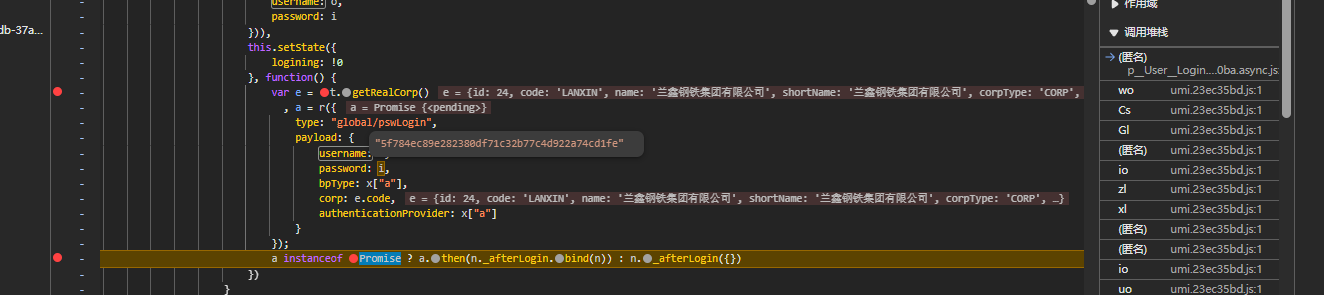 username: o,
password: i
})),
this.setState({
logining: !0
}, function() {
var e = t.getRealCorp() e = {id: 24, code: 'LANXIN', name: '兰鑫钢铁集团有限公司', shortName: '兰鑫钢铁集团有限公司', corpType: 'CORP',
, a = r({ a = Promise {<pending>}
type: "global/pswLogin",
payload: {
"5f784ec89e282380df71c32b77c4d922a74cd1fe"
username:
password: i,
bpType: x["a"],
corp: e.code, e = {id: 24, code: 'LANXIN', name: '兰鑫钢铁集团有限公司', shortName: '兰鑫钢铁集团有限公司', corpType: 'CORP', …}
authenticationProvider: x["a"]
}
});
a instanceof Promise ? a.then(n._afterLogin.bind(n)) : n._afterLogin({})
})
}
db-37a...
作用域
调用堆栈
(匿名)
p__User__Login....0ba.async.js:
wo umi.23ec35bd.js:1
Cs umi.23ec35bd.js:1
Gl umi.23ec35bd.js:1
(匿名) umi.23ec35bd.js:1
io umi.23ec35bd.js:1
zl umi.23ec35bd.js:1
xl umi.23ec35bd.js:1
(匿名) umi.23ec35bd.js:1
(匿名) umi.23ec35bd.js:1
io umi.23ec35bd.js:1
uo umi.23ec35bd.js:1